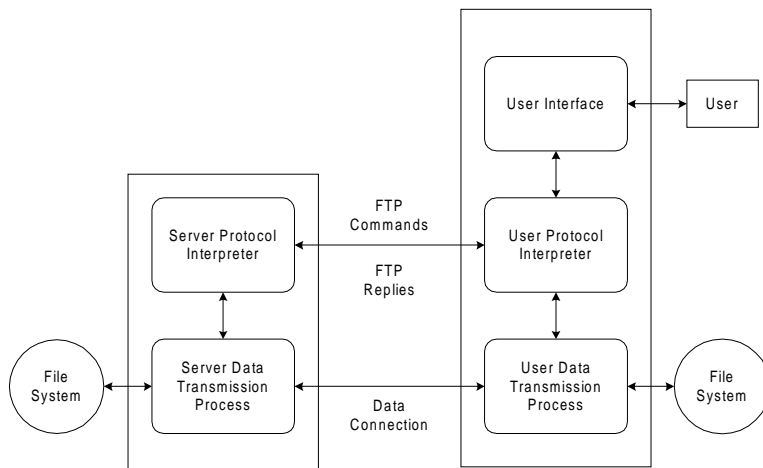 User Interface
User
FTP
Commands
Server Protocol
Interpreter
User Protocol
Interpreter
FTP
Replies
File
System
Server Data
Transmission
Process
User Data
Transmission
Process
File
System
Data
Connection